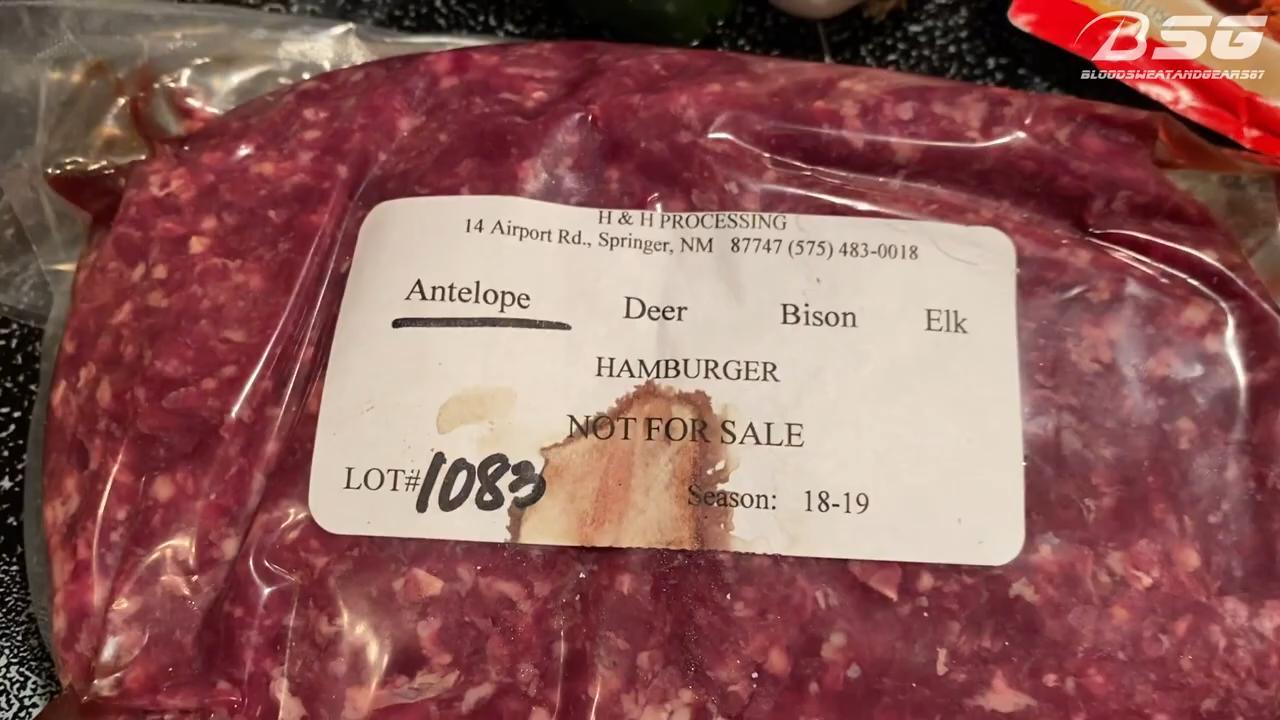 BSG
BLOODSWEATANDGEARS87
H & H PROCESSING
14 Airport Rd., Springer, NM 87747 (575) 483-0018
Antelope Deer Bison Elk
HAMBURGER
NOT FOR SALE
LOT# 1083 Season: 18-19